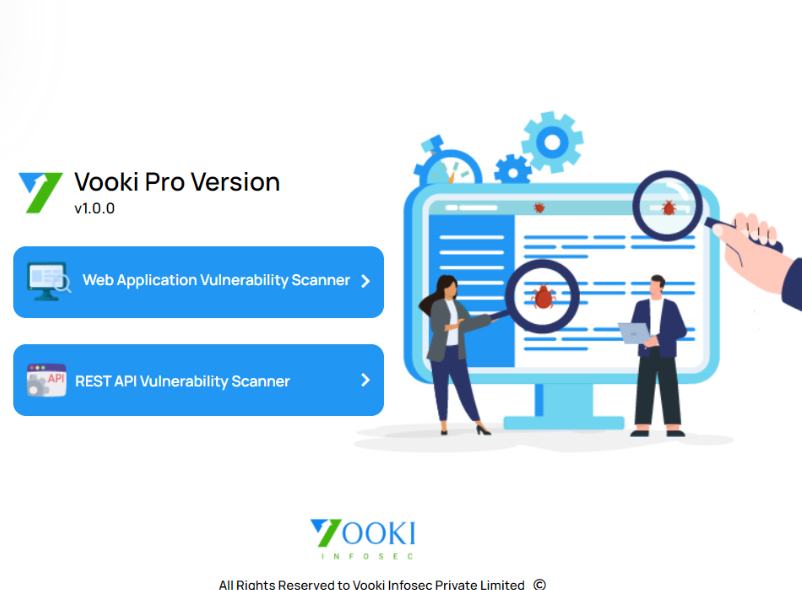 Vooki Pro Version
v1.0.0
Web Application Vulnerability Scanner
API
REST API Vulnerability Scanner
VOOKI
INFOSEC
All Rights Reserved to Vooki Infosec Private Limited ©